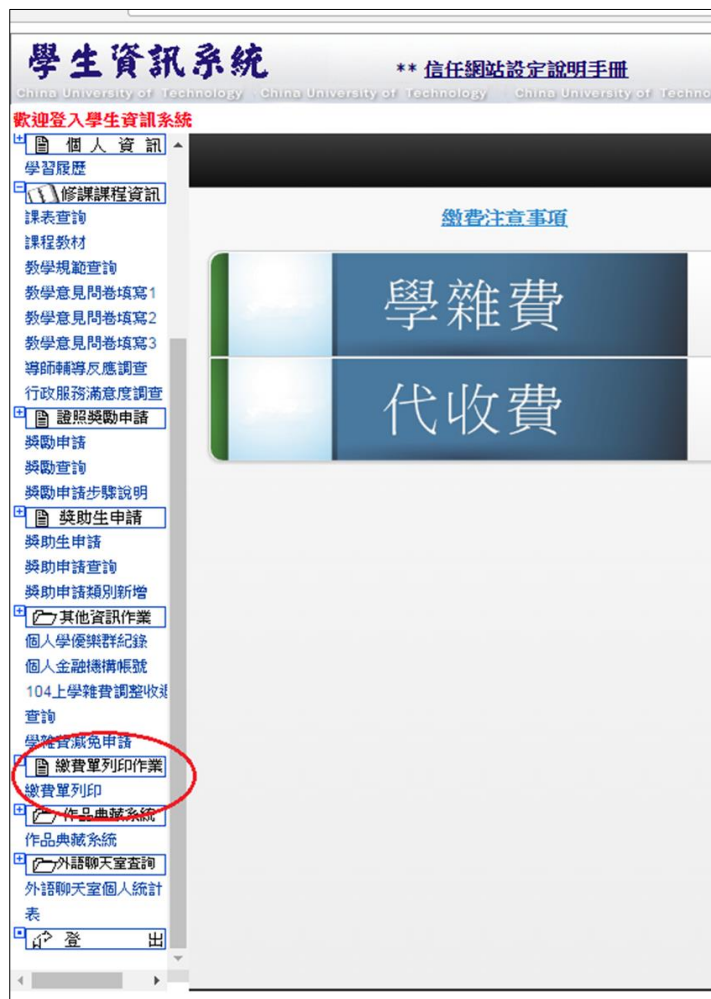 學生資訊系統
** 信任網站設定說明手冊
China University of Technology China University of Technology China University of Techno
歡迎登入學生資訊系統
個人資訊
學習履歷
修課課程資訊
課表查詢
課程教材
教學規範查詢
教學意見問卷填寫1
教學意見問卷填寫2
教學意見問卷填寫3
導師輔導反應調查
行政服務滿意度調查
證照獎勵申請
獎勵申請
獎勵查詢
獎勵申請步驟說明
獎助生申請
獎助生申請
獎助申請查詢
獎助申請類別新增
其他資訊作業
個人學優樂群紀錄
個人金融機構帳號
104上學雜費調整收退
查詢
學雜費減免申請
繳費單列印作業
繳費單列印
作品典藏系統
作品典藏系統
外語聊天室查詢
外語聊天室個人統計
表
登出
繳費注意事項
學雜費
代收費